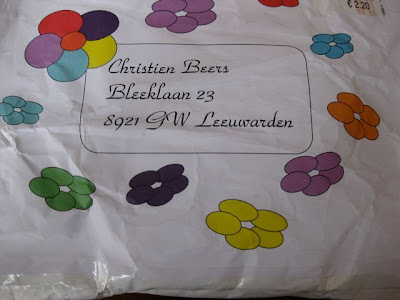 € 2.20
Christien Beers
Bleeklaan 23
8921 GW Leeuwarden